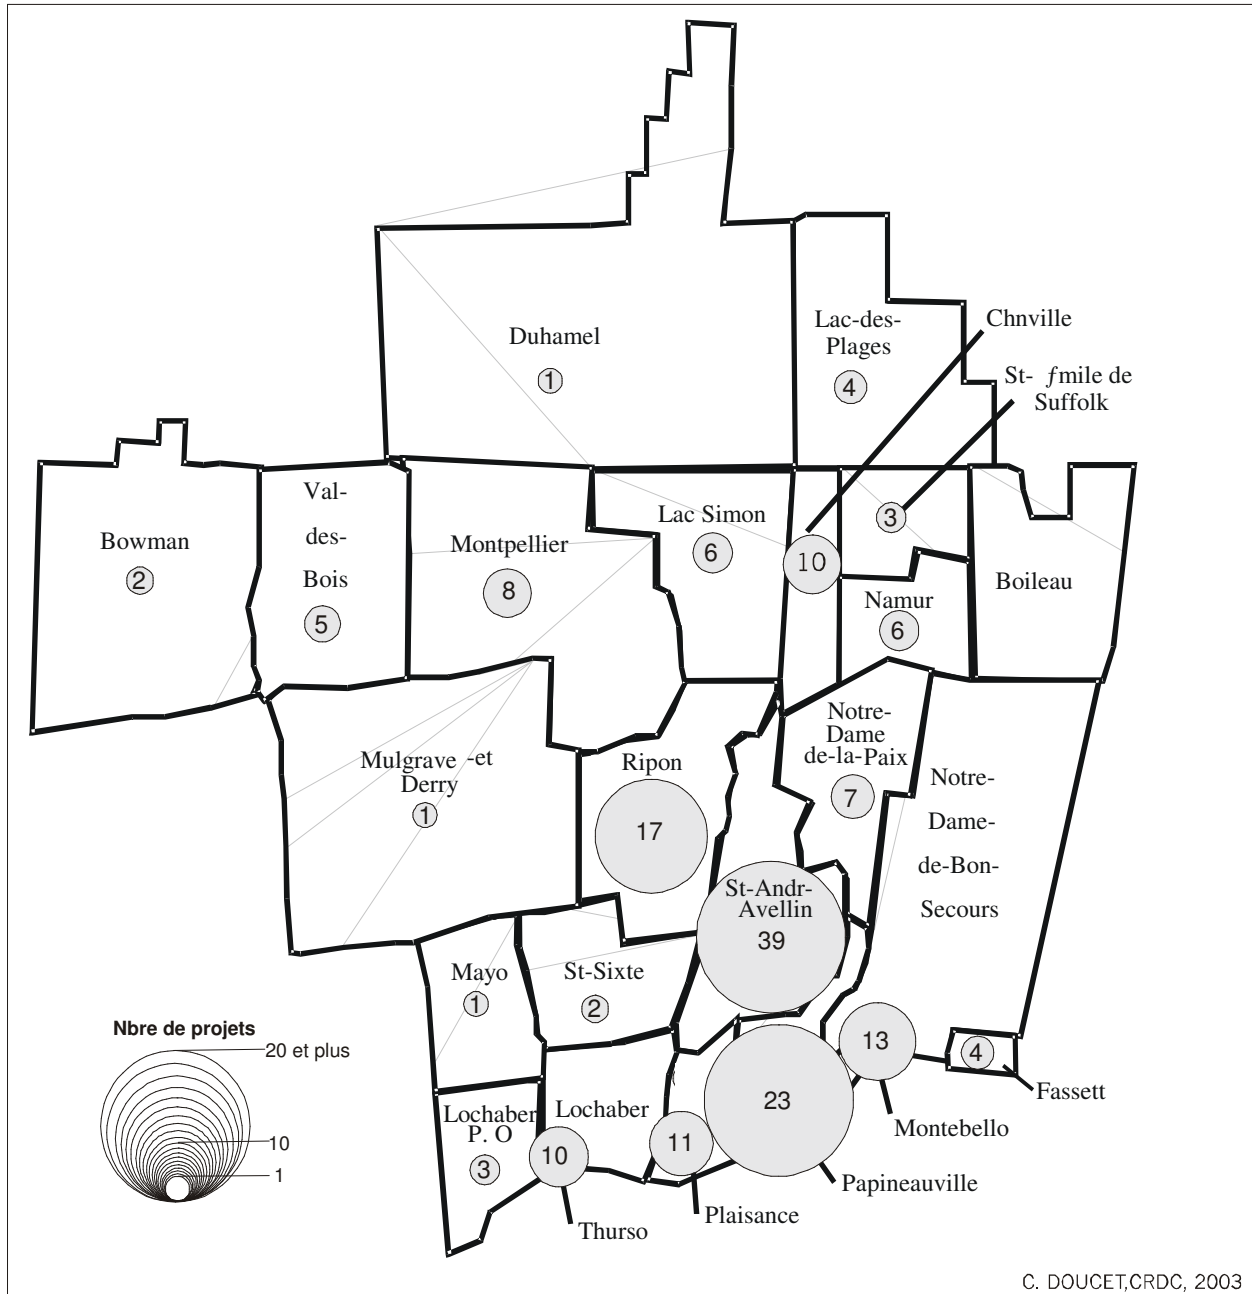 Duhamel
1
Lac-des-
Plages
4
Chnville
St- ƒmile de
Suffolk
3
Bowman
2
Val-
des-
Bois
5
Montpellier
8
Lac Simon
6
10
Namur
6
Boileau
Mulgrave -et
Derry
1
Ripon
17
Notre-
Dame
de-la-Paix
7
Notre-
Dame-
de-Bon-
Secours
St-Andr-
Avellin
39
Mayo
1
St-Sixte
2
Nbre de projets
20 et plus
10
1
Lochaber
P. O
3
Lochaber
10
Thurso
11
Plaisance
23
Papineauville
13
Montebello
4
Fassett
C. DOUCET,CRDC, 2003